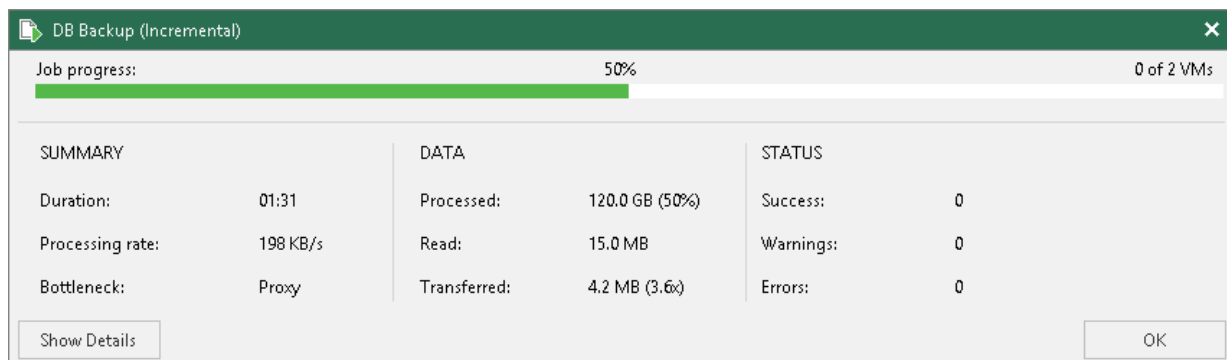 DB Backup (Incremental)
Job progress: 50% 0 of 2 VMs
SUMMARY DATA STATUS
Duration: 01:31 Processed: 120.0 GB (50%) Success: 0
Processing rate: 198 KB/s Read: 15.0 MB Warnings: 0
Bottleneck: Proxy Transferred: 4.2 MB (3.6x) Errors: 0
Show Details OK